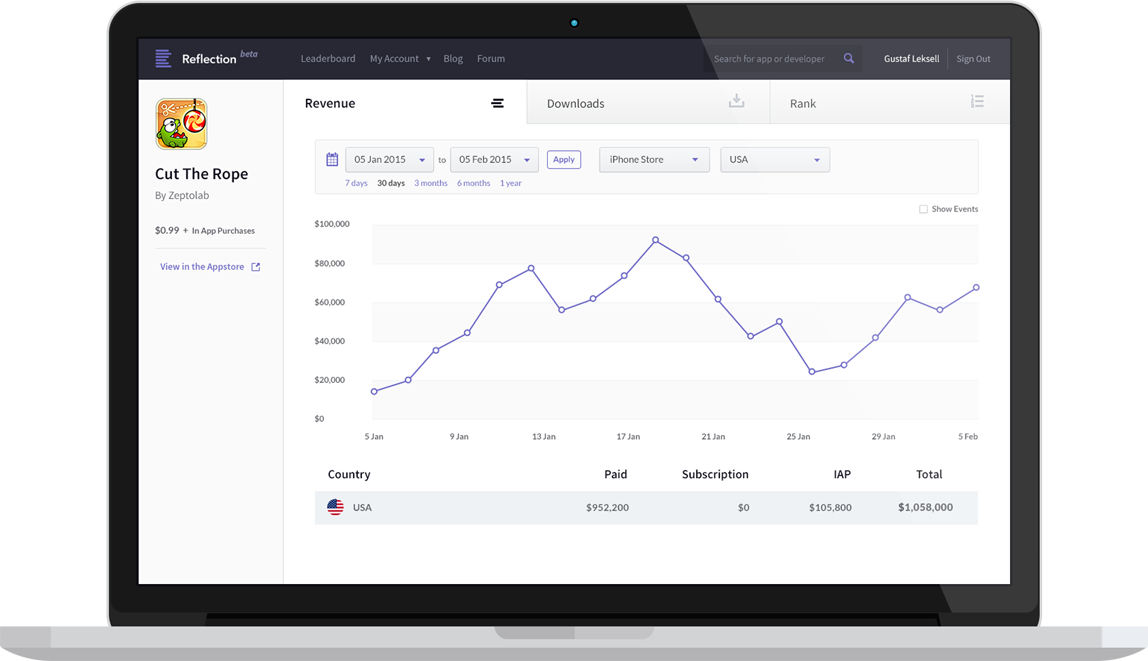 Reflection beta
Leaderboard My Account Blog Forum
Search for app or developer
Gustaf Leksell Sign Out
Cut The Rope
By Zeptolab
$0.99 + In App Purchases
View in the Appstore
Revenue Downloads Rank
05 Jan 2015 to 05 Feb 2015 Apply iPhone Store USA
7 days 30 days 3 months 6 months 1 year
Show Events
$100,000
$80,000
$60,000
$40,000
$20,000
$0
5 Jan 9 Jan 13 Jan 17 Jan 21 Jan 25 Jan 29 Jan 5 Feb
Country Paid Subscription IAP Total
USA $952,200 $0 $105,800 $1,058,000